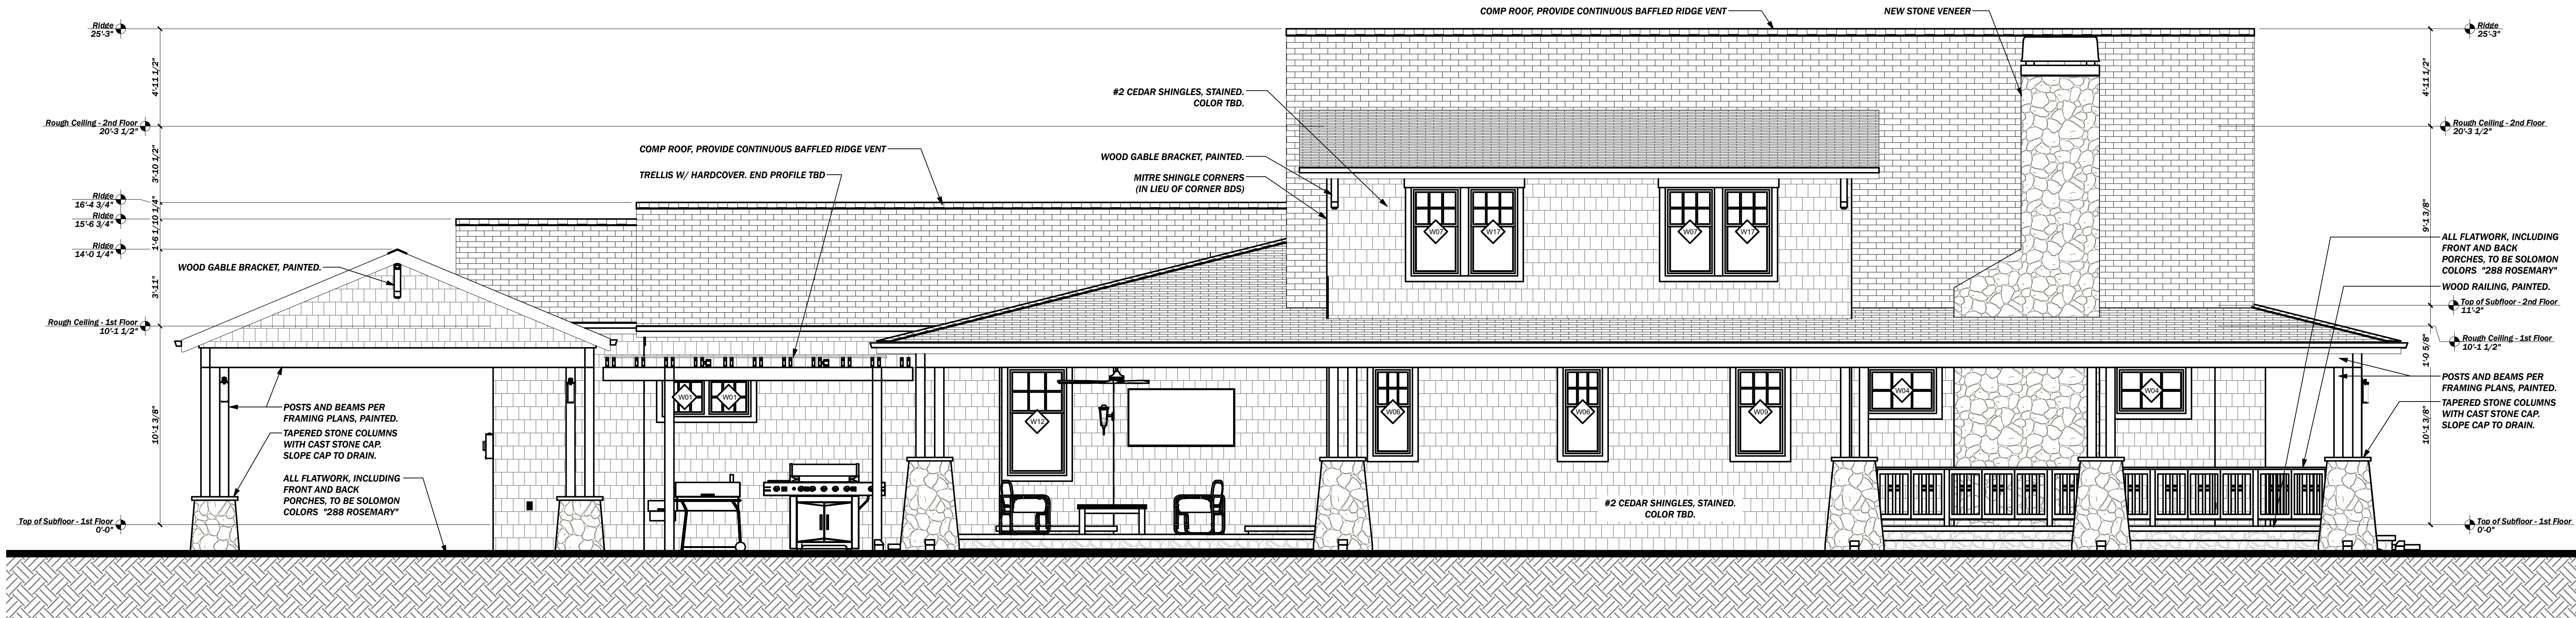 COMP ROOF, PROVIDE CONTINUOUS BAFFLED RIDGE VENT
NEW STONE VENEER
Ridge
25'-3"
Ridge
25'-3"
4'-11 1/2"
4'-11 1/2"
#2 CEDAR SHINGLES, STAINED.
COLOR TBD.
Rough Ceiling - 2nd Floor
20'-3 1/2"
Rough Ceiling - 2nd Floor
20'-3 1/2"
COMP ROOF, PROVIDE CONTINUOUS BAFFLED RIDGE VENT
WOOD GABLE BRACKET, PAINTED.
TRELLIS W/ HARDCOVER. END PROFILE TBD
MITRE SHINGLE CORNERS
(IN LIEU OF CORNER BDS)
3'-10 1/2"
Ridge
16'-4 3/4"
10 1/4"
Ridge
15'-6 3/4"
1'-6 1/2"
Ridge
14'-0 1/4"
9'-1 3/8"
W07
W17
W07
W17
WOOD GABLE BRACKET, PAINTED.
3'-11"
ALL FLATWORK, INCLUDING
FRONT AND BACK
PORCHES, TO BE SOLOMON
COLORS "288 ROSEMARY"
WOOD RAILING, PAINTED.
Top of Subfloor - 2nd Floor
11'-2"
Rough Ceiling - 1st Floor
10'-1 1/2"
Rough Ceiling - 1st Floor
10'-1 1/2"
1'-0 5/8"
POSTS AND BEAMS PER
FRAMING PLANS, PAINTED.
TAPERED STONE COLUMNS
WITH CAST STONE CAP.
SLOPE CAP TO DRAIN.
W01
W01
W12
W06
W06
W09
W04
W04
POSTS AND BEAMS PER
FRAMING PLANS, PAINTED.
TAPERED STONE COLUMNS
WITH CAST STONE CAP.
SLOPE CAP TO DRAIN.
10'-1 3/8"
10'-1 3/8"
ALL FLATWORK, INCLUDING
FRONT AND BACK
PORCHES, TO BE SOLOMON
COLORS "288 ROSEMARY"
#2 CEDAR SHINGLES, STAINED.
COLOR TBD.
Top of Subfloor - 1st Floor
0'-0"
Top of Subfloor - 1st Floor
0'-0"